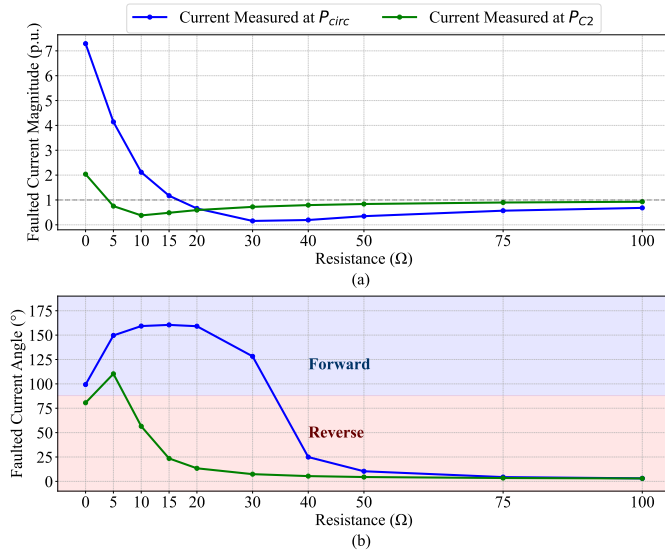 Current Measured at P_circ Current Measured at P_C2
Faulted Current Magnitude (p.u.)
7
6
5
4
3
2
1
0
0 5 10 15 20 30 40 50 75 100
Resistance (Ω)
(a)
Faulted Current Angle (°)
175
150
125
100
75
50
25
0
Forward
Reverse
0 5 10 15 20 30 40 50 75 100
Resistance (Ω)
(b)